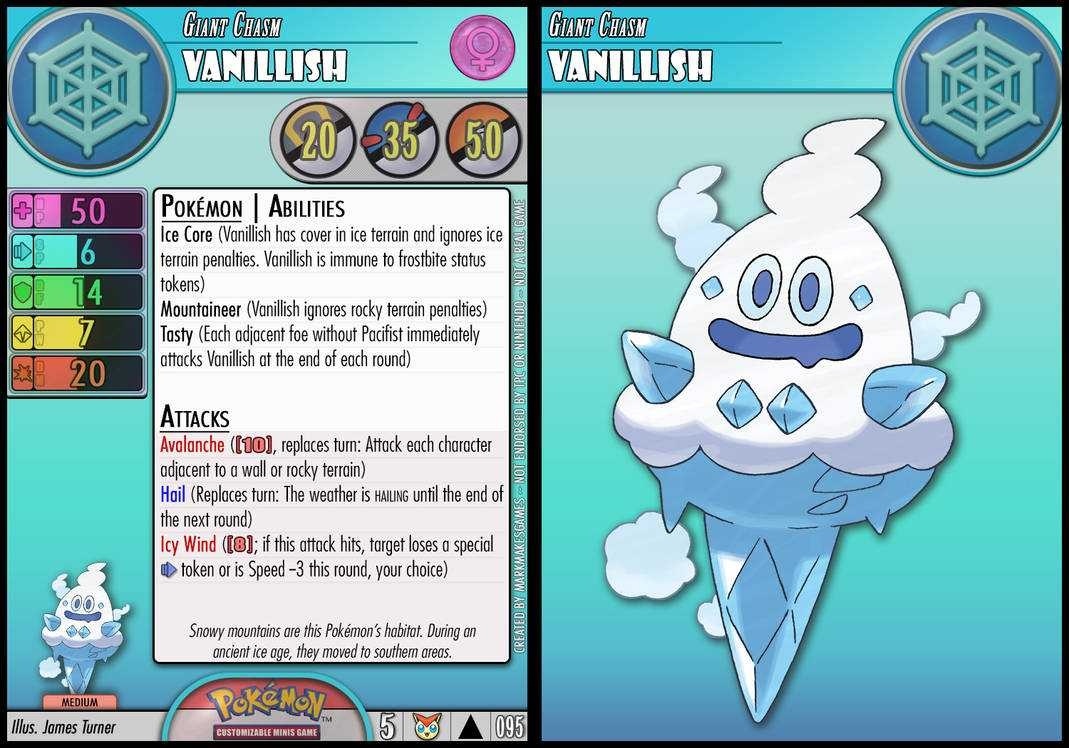 GIANT CHASM
VANILLISH
20 35 50
50
6
14
7
20
POKÉMON | ABILITIES
Ice Core (Vanillish has cover in ice terrain and ignores ice
terrain penalties. Vanillish is immune to frostbite status
tokens)
Mountaineer (Vanillish ignores rocky terrain penalties)
Tasty (Each adjacent foe without Pacifist immediately
attacks Vanillish at the end of each round)
ATTACKS
Avalanche ([10], replaces turn: Attack each character
adjacent to a wall or rocky terrain)
Hail (Replaces turn: The weather is HAILING until the end of
the next round)
Icy Wind ([8]; if this attack hits, target loses a special
token or is Speed –3 this round, your choice)
Snowy mountains are this Pokémon's habitat. During an
ancient ice age, they moved to southern areas.
CREATED BY MARKMAKESGAMES ~ NOT ENDORSED BY TPC OR NINTENDO ~ NOT A REAL GAME
MEDIUM
Illus. James Turner
POKéMON TM
CUSTOMIZABLE MINIS GAME
5
095
GIANT CHASM
VANILLISH